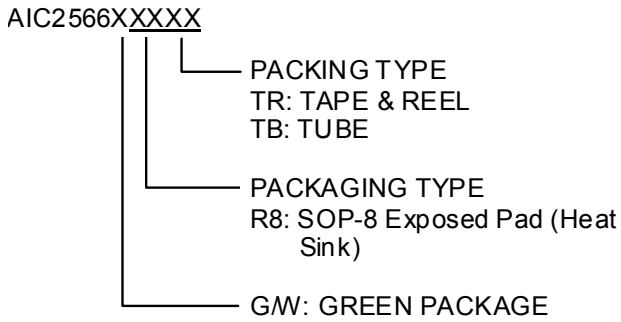 AIC2566XXXXX
PACKING TYPE
TR: TAPE & REEL
TB: TUBE
PACKAGING TYPE
R8: SOP-8 Exposed Pad (Heat
Sink)
G/W: GREEN PACKAGE